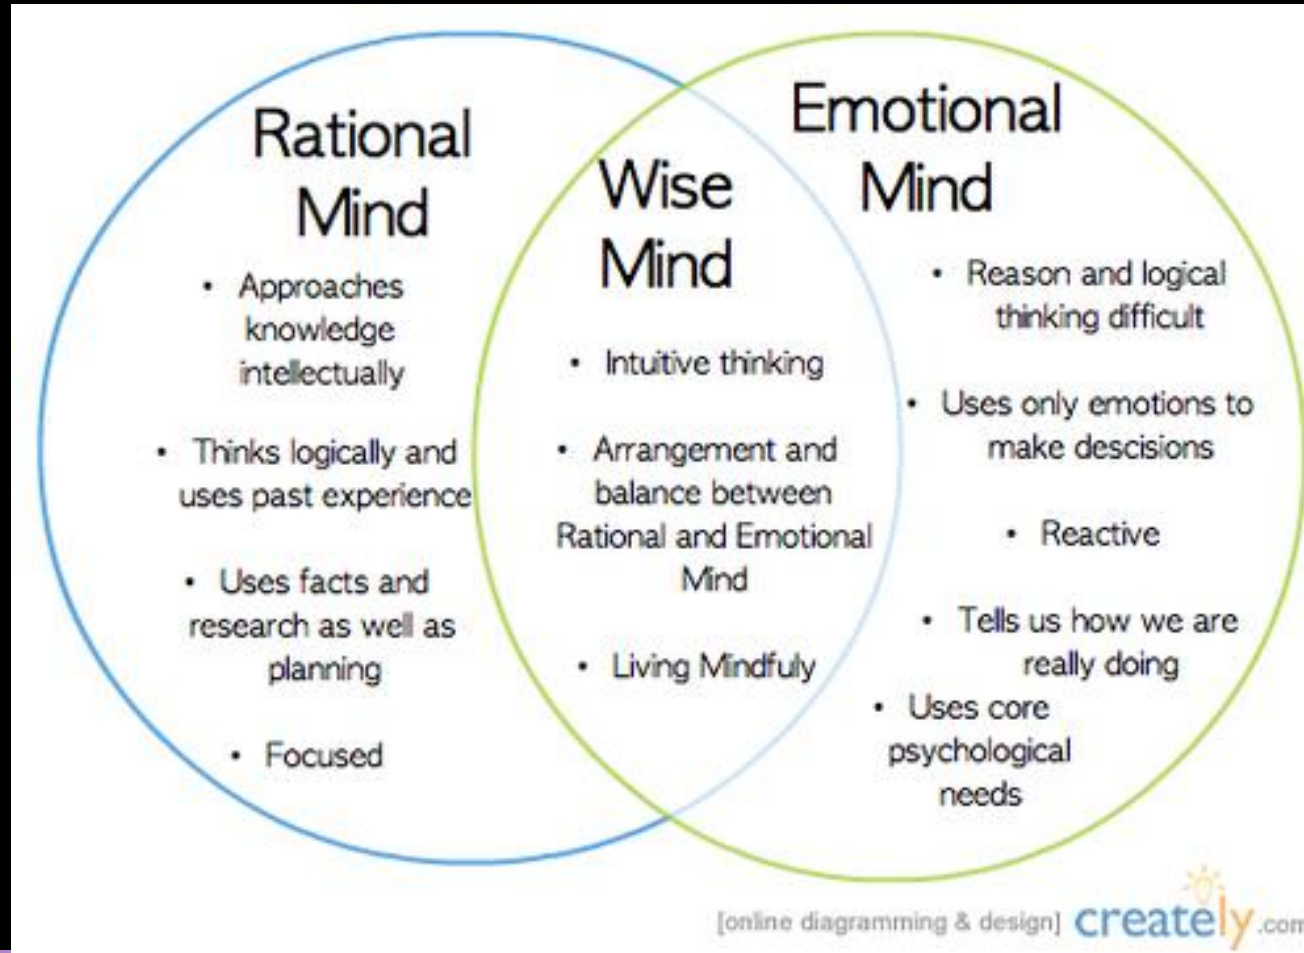 Rational
Mind
• Approaches
knowledge
intellectually
• Thinks logically and
uses past experience
• Uses facts and
research as well as
planning
• Focused
Wise
Mind
• Intuitive thinking
• Arrangement and
balance between
Rational and Emotional
Mind
• Living Mindfuly
Emotional
Mind
• Reason and logical
thinking difficult
• Uses only emotions to
make descisions
• Reactive
• Tells us how we are
really doing
• Uses core
psychological
needs
[online diagramming & design] creately.com